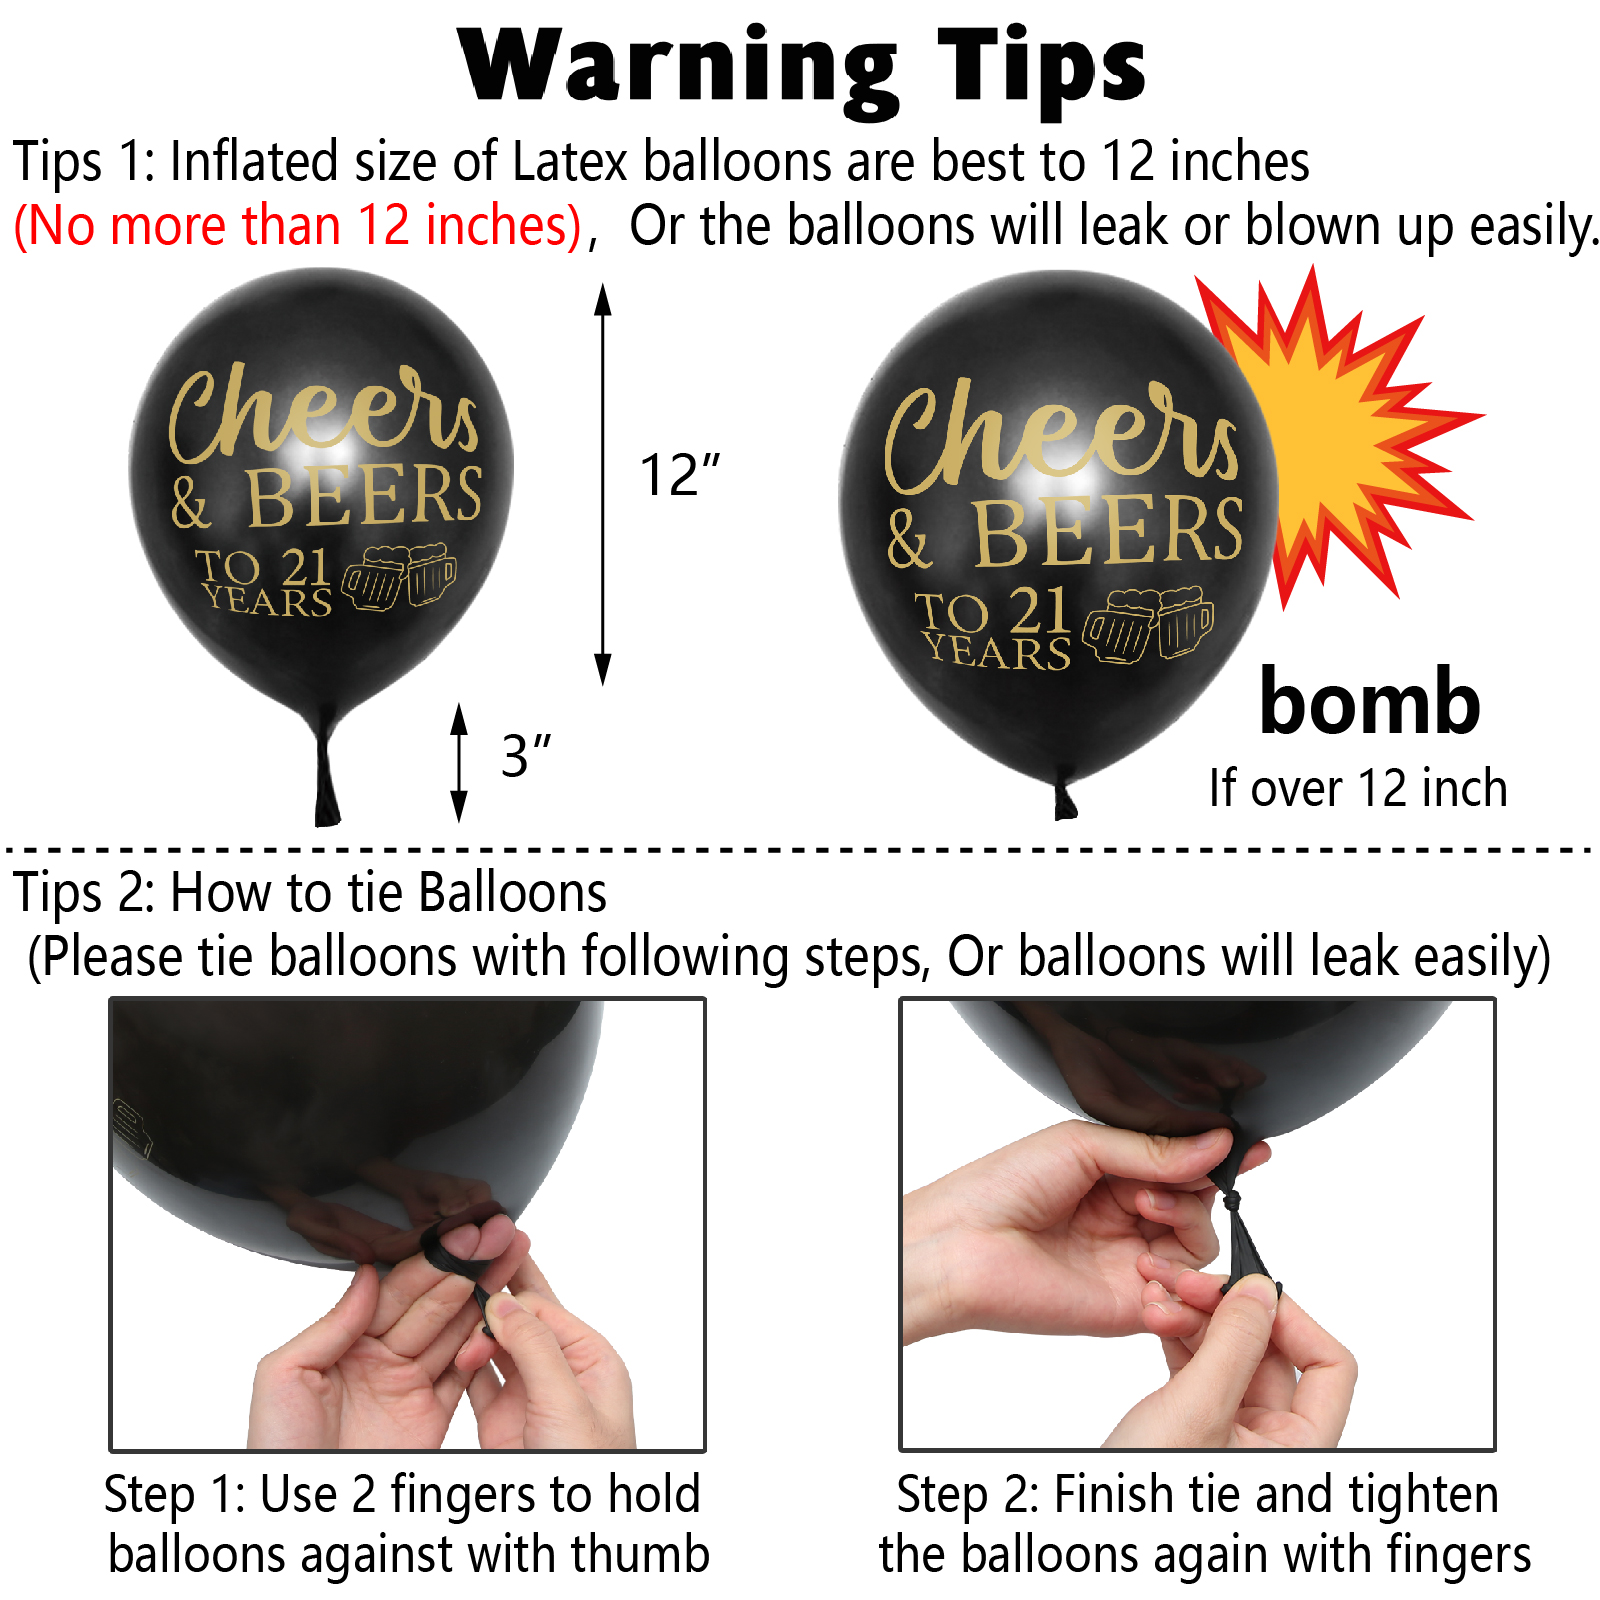 Warning Tips
Tips 1: Inflated size of Latex balloons are best to 12 inches
(No more than 12 inches), Or the balloons will leak or blown up easily.
Cheers
& BEERS
TO 21
YEARS
12”
3”
Cheers
& BEERS
TO 21
YEARS
bomb
If over 12 inch
Tips 2: How to tie Balloons
(Please tie balloons with following steps, Or balloons will leak easily)
Step 1: Use 2 fingers to hold
balloons against with thumb
Step 2: Finish tie and tighten
the balloons again with fingers